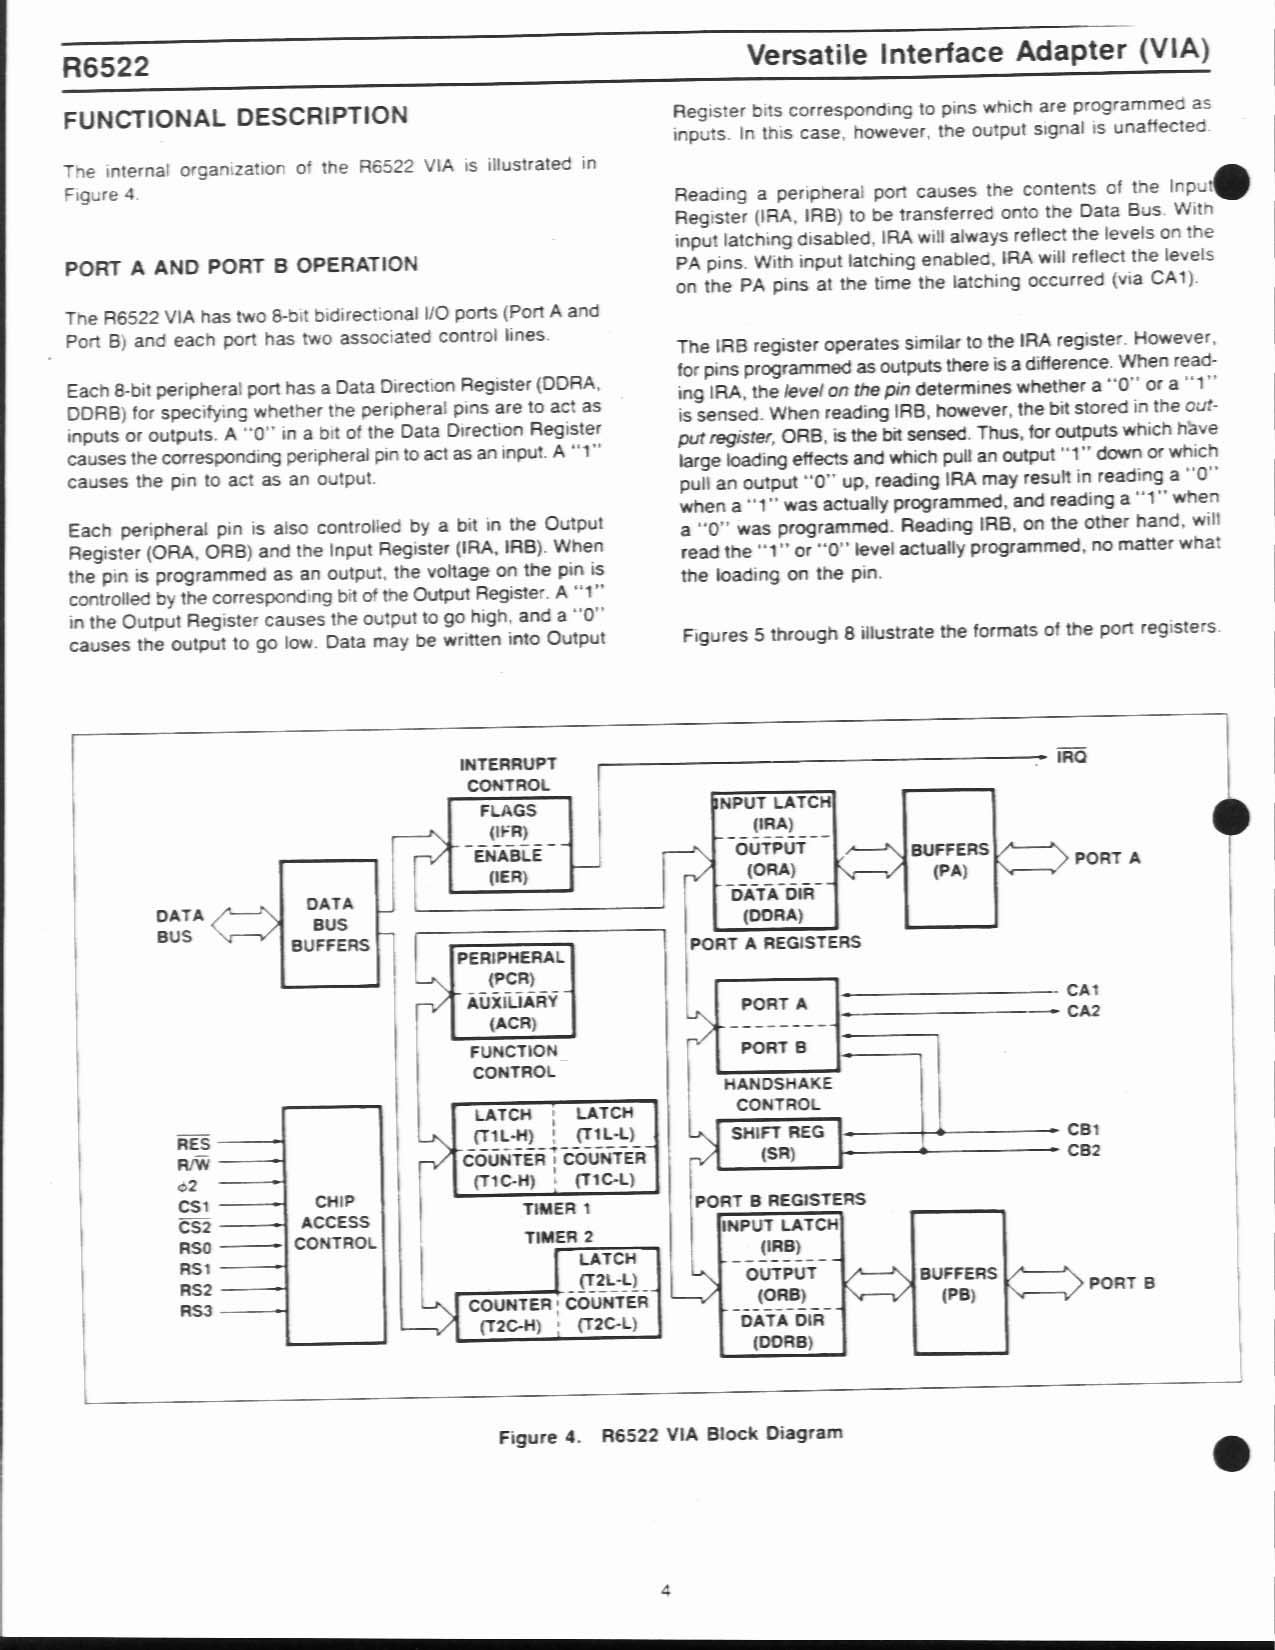 R6522
Versatile Interface Adapter (VIA)
FUNCTIONAL DESCRIPTION
The internal organization of the R6522 VIA is illustrated in
Figure 4.
PORT A AND PORT B OPERATION
The R6522 VIA has two 8-bit bidirectional I/O ports (Port A and
Port B) and each port has two associated control lines.
Each 8-bit peripheral port has a Data Direction Register (DDRA,
DDRB) for specifying whether the peripheral pins are to act as
inputs or outputs. A "0" in a bit of the Data Direction Register
causes the corresponding peripheral pin to act as an input. A "1"
causes the pin to act as an output.
Each peripheral pin is also controlled by a bit in the Output
Register (ORA, ORB) and the Input Register (IRA, IRB). When
the pin is programmed as an output, the voltage on the pin is
controlled by the corresponding bit of the Output Register. A "1"
in the Output Register causes the output to go high, and a "0"
causes the output to go low. Data may be written into Output
Register bits corresponding to pins which are programmed as
inputs. In this case, however, the output signal is unaffected.
Reading a peripheral port causes the contents of the Input
Register (IRA, IRB) to be transferred onto the Data Bus. With
input latching disabled, IRA will always reflect the levels on the
PA pins. With input latching enabled, IRA will reflect the levels
on the PA pins at the time the latching occurred (via CA1).
The IRB register operates similar to the IRA register. However,
for pins programmed as outputs there is a difference. When read-
ing IRA, the level on the pin determines whether a "0" or a "1"
is sensed. When reading IRB, however, the bit stored in the out-
put register, ORB, is the bit sensed. Thus, for outputs which have
large loading effects and which pull an output "1" down or which
pull an output "0" up, reading IRA may result in reading a "0"
when a "1" was actually programmed, and reading a "1" when
a "0" was programmed. Reading IRB, on the other hand, will
read the "1" or "0" level actually programmed, no matter what
the loading on the pin.
Figures 5 through 8 illustrate the formats of the port registers.
INTERRUPT
CONTROL
FLAGS
(IFR)
ENABLE
(IER)
IRQ
INPUT LATCH
(IRA)
OUTPUT
(ORA)
DATA DIR
(DDRA)
PORT A REGISTERS
BUFFERS
(PA)
PORT A
DATA
BUS
DATA
BUS
BUFFERS
PERIPHERAL
(PCR)
AUXILIARY
(ACR)
FUNCTION
CONTROL
PORT A
PORT B
HANDSHAKE
CONTROL
CA1
CA2
LATCH
(T1L-H)
LATCH
(T1L-L)
COUNTER
(T1C-H)
COUNTER
(T1C-L)
TIMER 1
SHIFT REG
(SR)
CB1
CB2
RES
R/W
ϕ2
CS1
CS2
RS0
RS1
RS2
RS3
CHIP
ACCESS
CONTROL
TIMER 2
LATCH
(T2L-L)
COUNTER
(T2C-H)
COUNTER
(T2C-L)
PORT B REGISTERS
INPUT LATCH
(IRB)
OUTPUT
(ORB)
DATA DIR
(DDRB)
BUFFERS
(PB)
PORT B
Figure 4. R6522 VIA Block Diagram
4